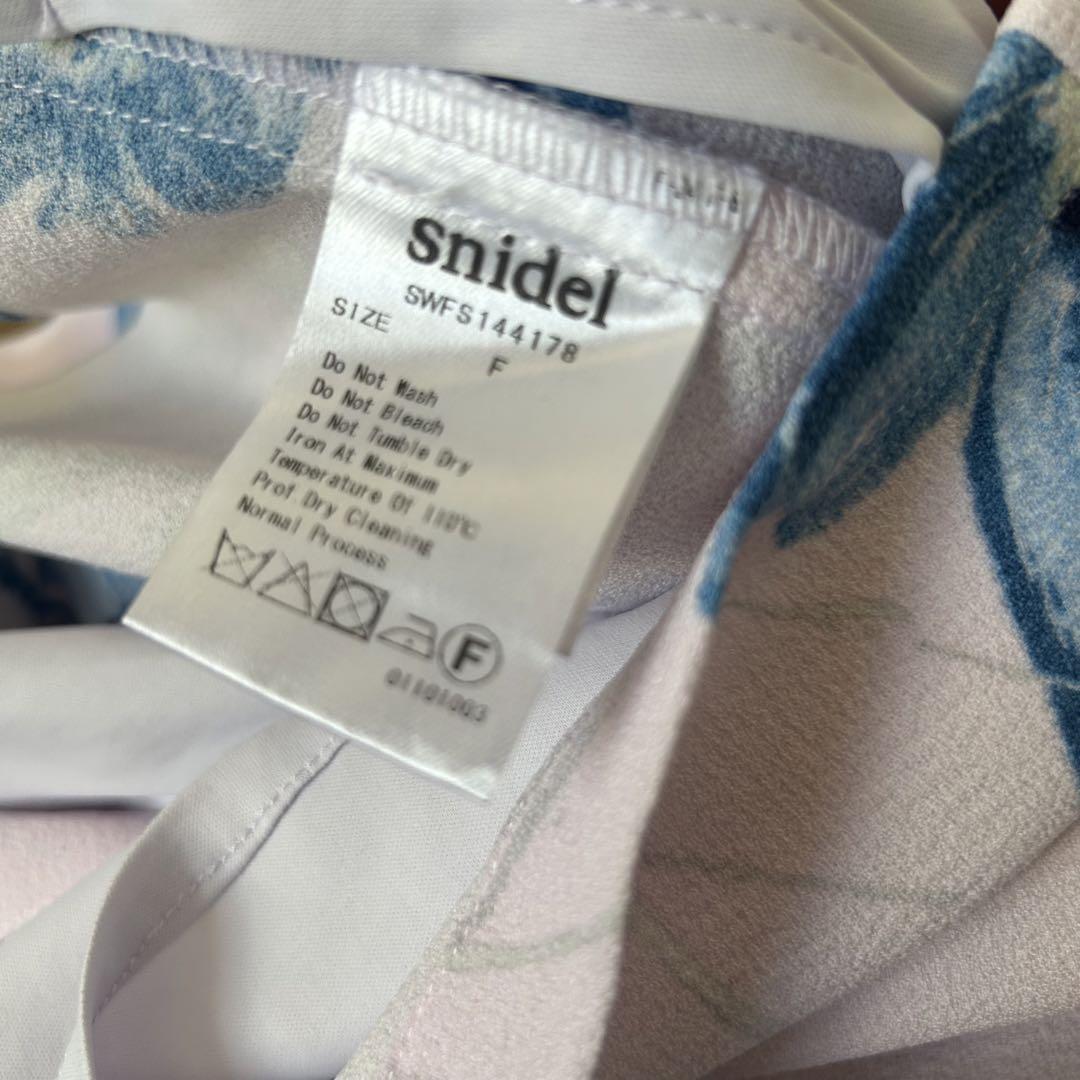 snidel
SWFS144178
SIZE F
Do Not Wash
Do Not Bleach
Do Not Tumble Dry
Iron At Maximum
Temperature Of 110℃
Prof.Dry Cleaning
Normal Process
F
01101003